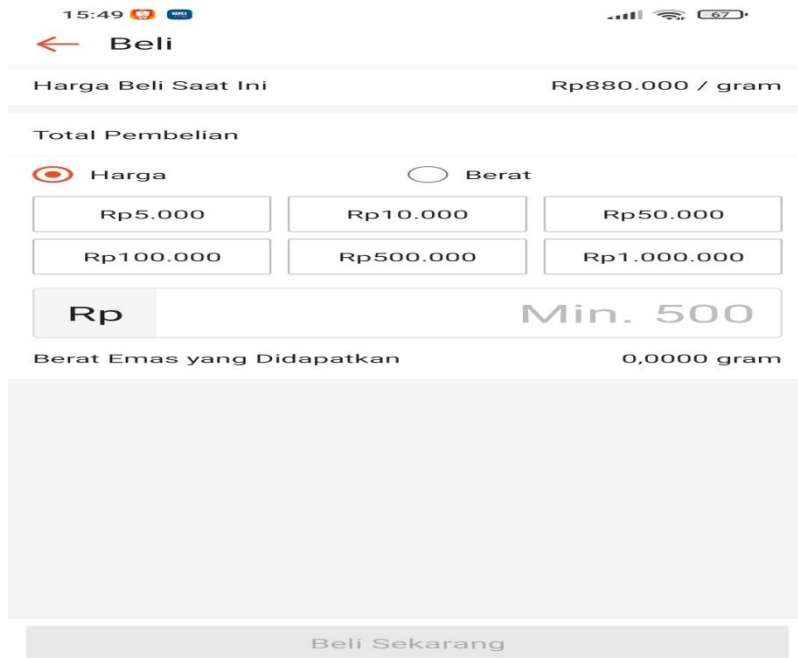 15:49
67
Beli
Harga Beli Saat Ini Rp880.000 / gram
Total Pembelian
Harga Berat
Rp5.000 Rp10.000 Rp50.000
Rp100.000 Rp500.000 Rp1.000.000
Rp Min. 500
Berat Emas yang Didapatkan 0,0000 gram
Beli Sekarang